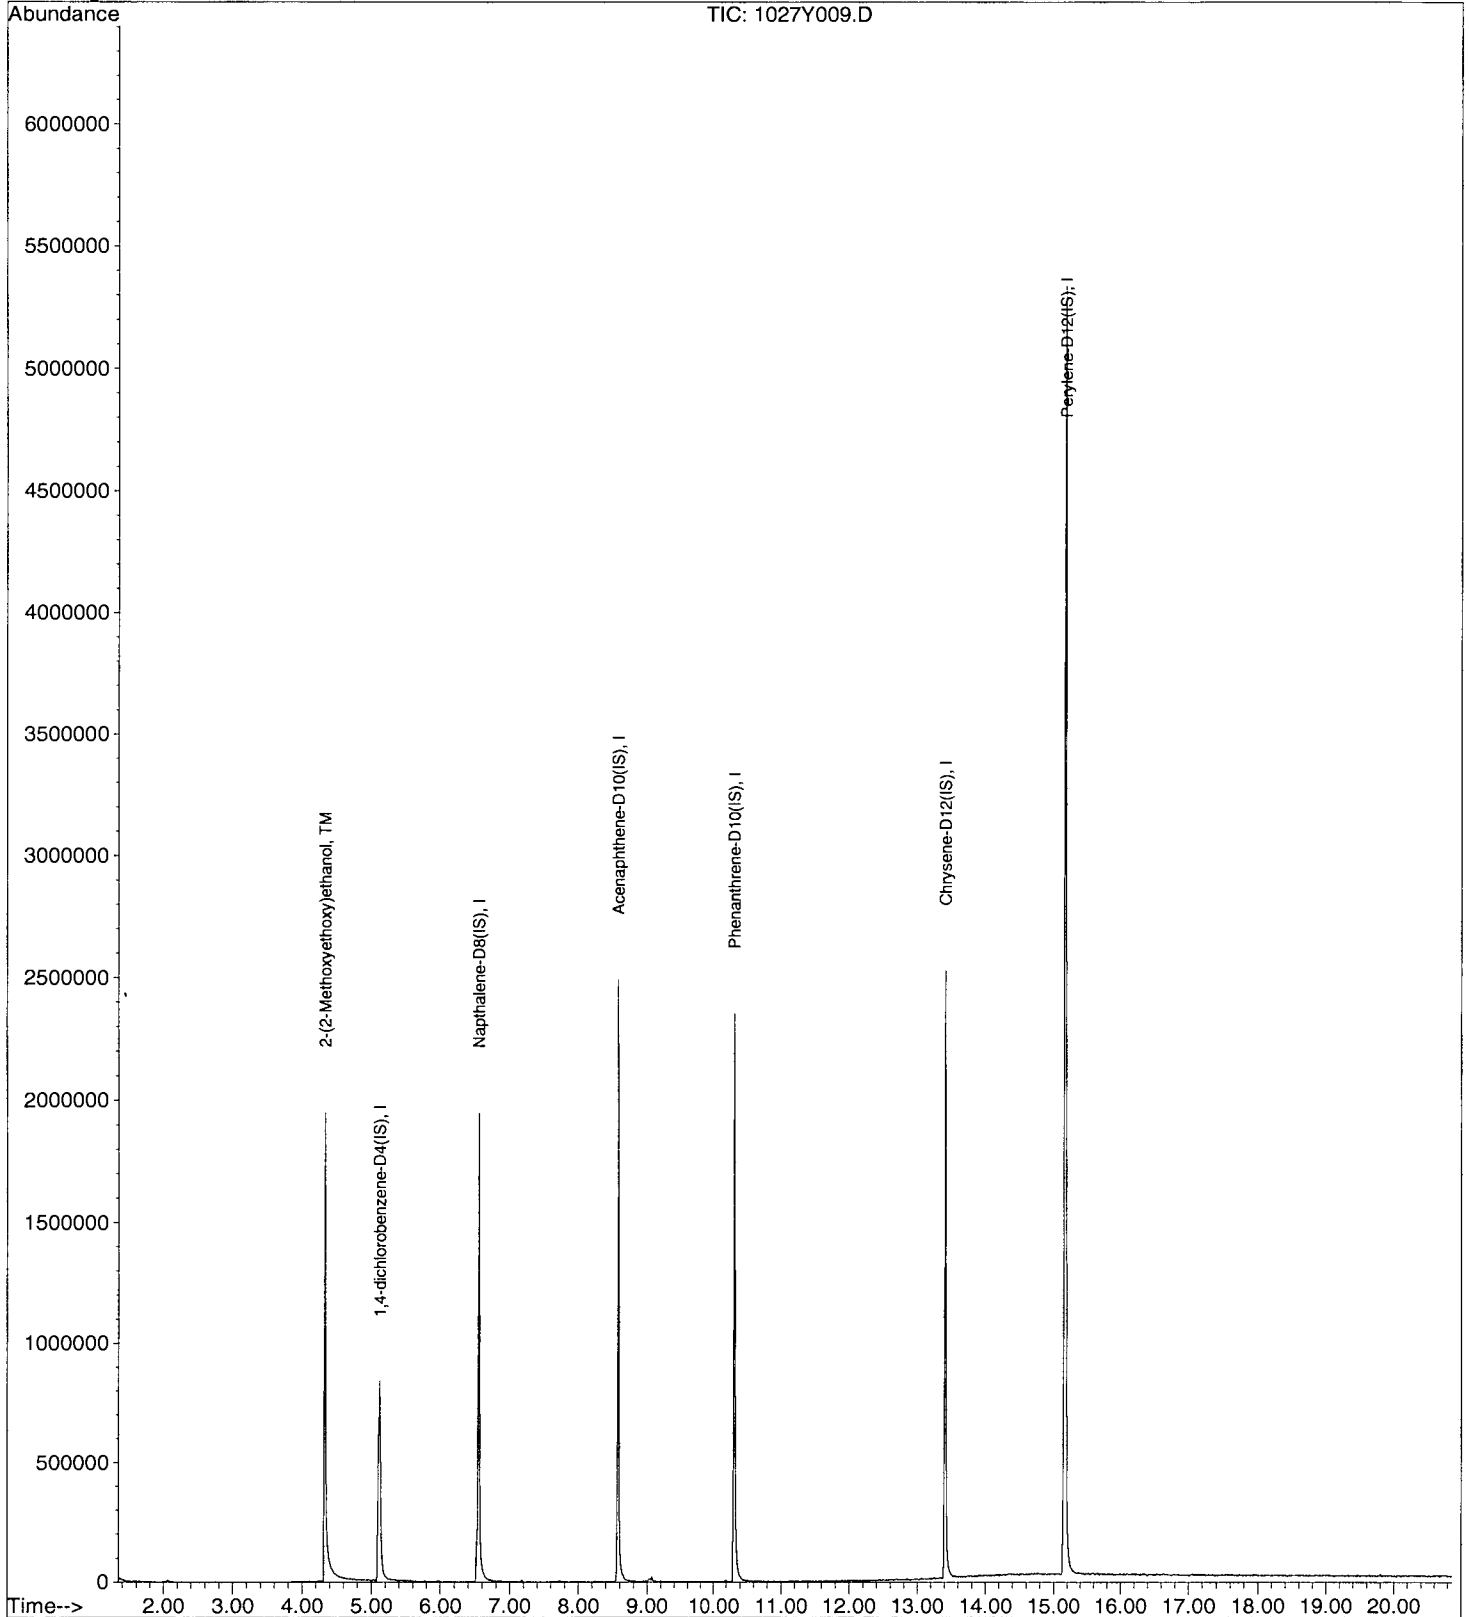 Abundance
TIC: 1027Y009.D
6000000
5500000
5000000
4500000
4000000
3500000
3000000
2500000
2000000
1500000
1000000
500000
0
2-(2-Methoxyethoxy)ethanol, TM
1,4-dichlorobenzene-D4(IS), I
Napthalene-D8(IS), I
Acenaphthene-D10(IS), I
Phenanthrene-D10(IS), I
Chrysene-D12(IS), I
Perylene-D12(IS), I
Time--> 2.00 3.00 4.00 5.00 6.00 7.00 8.00 9.00 10.00 11.00 12.00 13.00 14.00 15.00 16.00 17.00 18.00 19.00 20.00